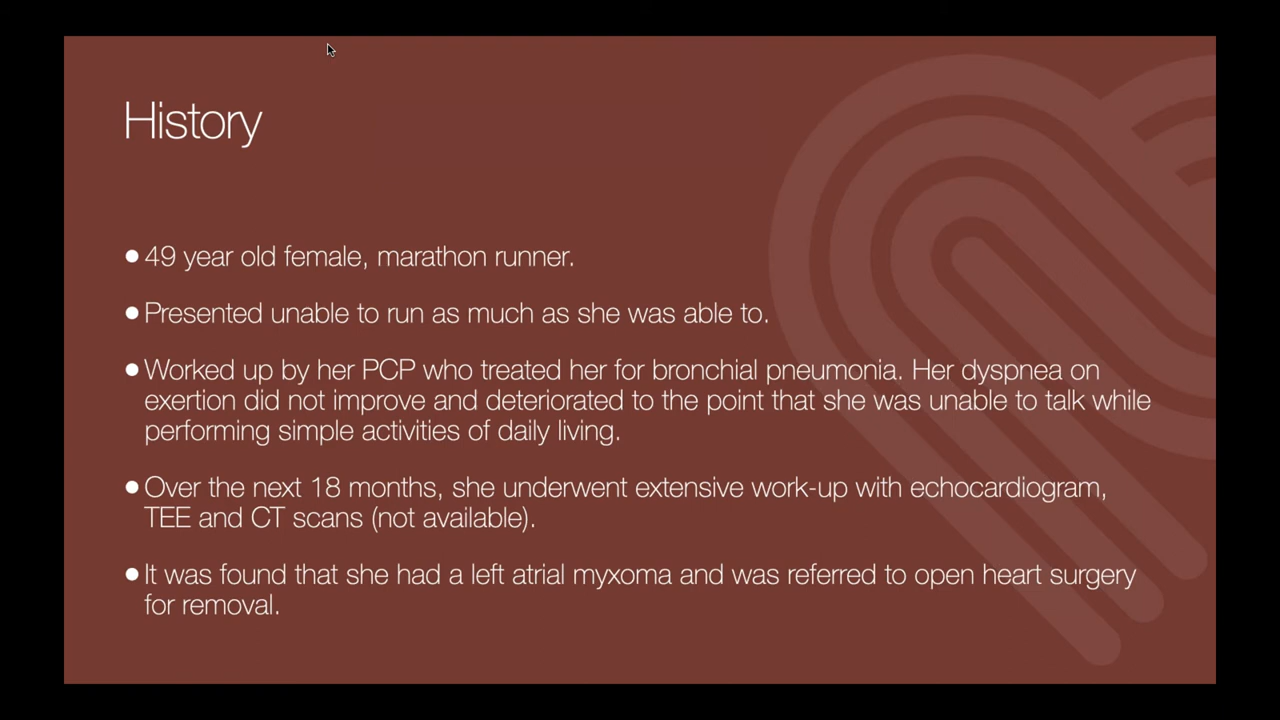 History
●49 year old female, marathon runner.
●Presented unable to run as much as she was able to.
●Worked up by her PCP who treated her for bronchial pneumonia. Her dyspnea on
exertion did not improve and deteriorated to the point that she was unable to talk while
performing simple activities of daily living.
●Over the next 18 months, she underwent extensive work-up with echocardiogram,
TEE and CT scans (not available).
●It was found that she had a left atrial myxoma and was referred to open heart surgery
for removal.